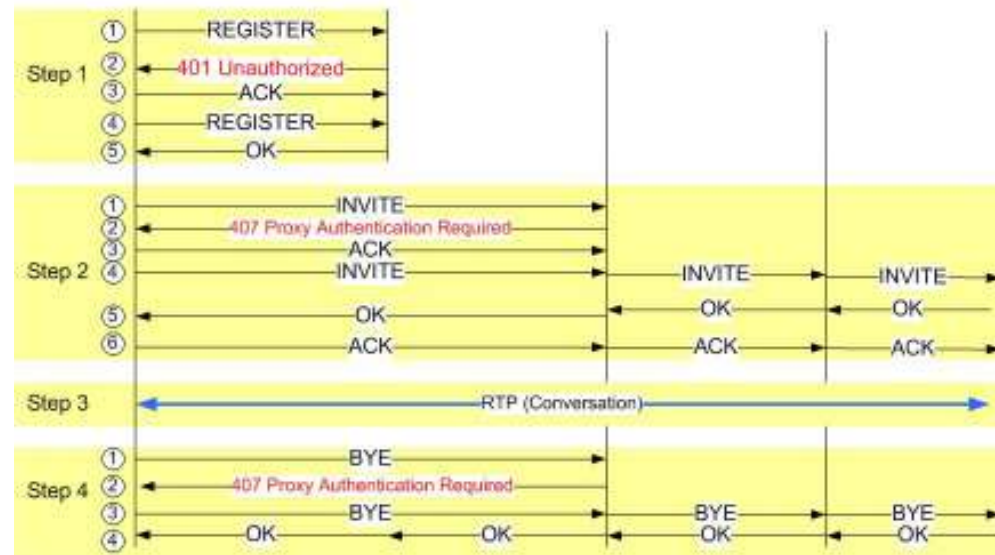 ① REGISTER
② 401 Unauthorized
Step 1
③ ACK
④ REGISTER
⑤ OK
① INVITE
② 407 Proxy Authentication Required
③ ACK
Step 2 ④ INVITE INVITE INVITE
⑤ OK OK OK
⑥ ACK ACK ACK
Step 3 RTP (Conversation)
① BYE
Step 4 ② 407 Proxy Authentication Required
③ BYE BYE BYE
④ OK OK OK OK